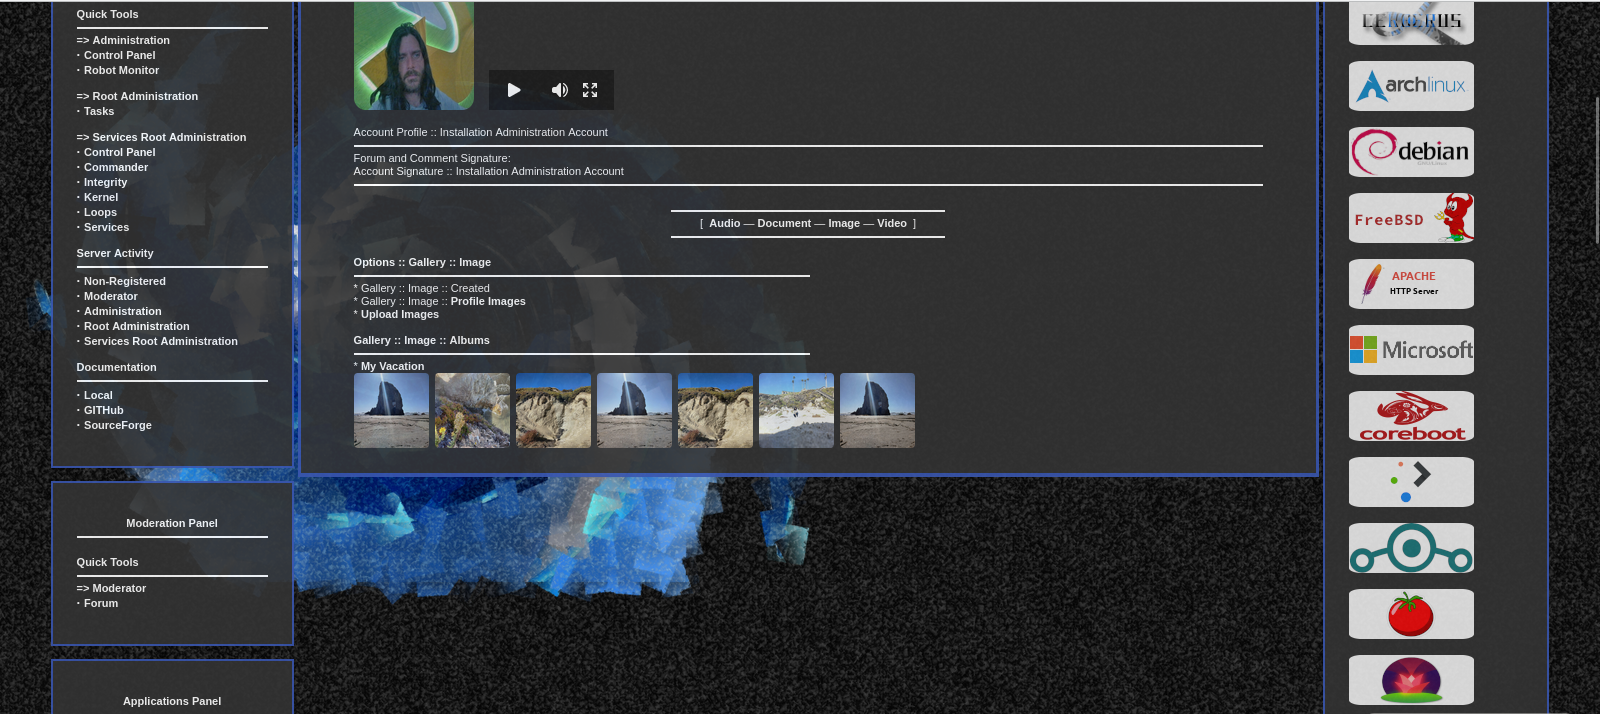 Quick Tools
=> Administration
· Control Panel
· Robot Monitor
=> Root Administration
· Tasks
=> Services Root Administration
· Control Panel
· Commander
· Integrity
· Kernel
· Loops
· Services
Server Activity
· Non-Registered
· Moderator
· Administration
· Root Administration
· Services Root Administration
Documentation
· Local
· GITHub
· SourceForge
Moderation Panel
Quick Tools
=> Moderator
· Forum
Applications Panel
Account Profile :: Installation Administration Account
Forum and Comment Signature:
Account Signature :: Installation Administration Account
[ Audio — Document — Image — Video ]
Options :: Gallery :: Image
* Gallery :: Image :: Created
* Gallery :: Image :: Profile Images
* Upload Images
Gallery :: Image :: Albums
* My Vacation
CERBERUS
archlinux
debian
FreeBSD
APACHE
HTTP Server
Microsoft
coreboot